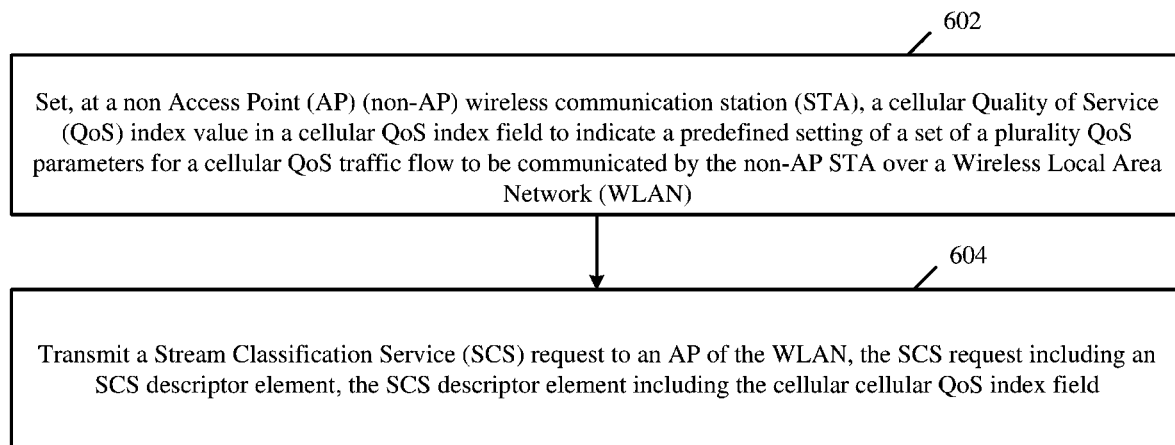 602
Set, at a non Access Point (AP) (non-AP) wireless communication station (STA), a cellular Quality of Service
(QoS) index value in a cellular QoS index field to indicate a predefined setting of a set of a plurality QoS
parameters for a cellular QoS traffic flow to be communicated by the non-AP STA over a Wireless Local Area
Network (WLAN)
604
Transmit a Stream Classification Service (SCS) request to an AP of the WLAN, the SCS request including an
SCS descriptor element, the SCS descriptor element including the cellular cellular QoS index field